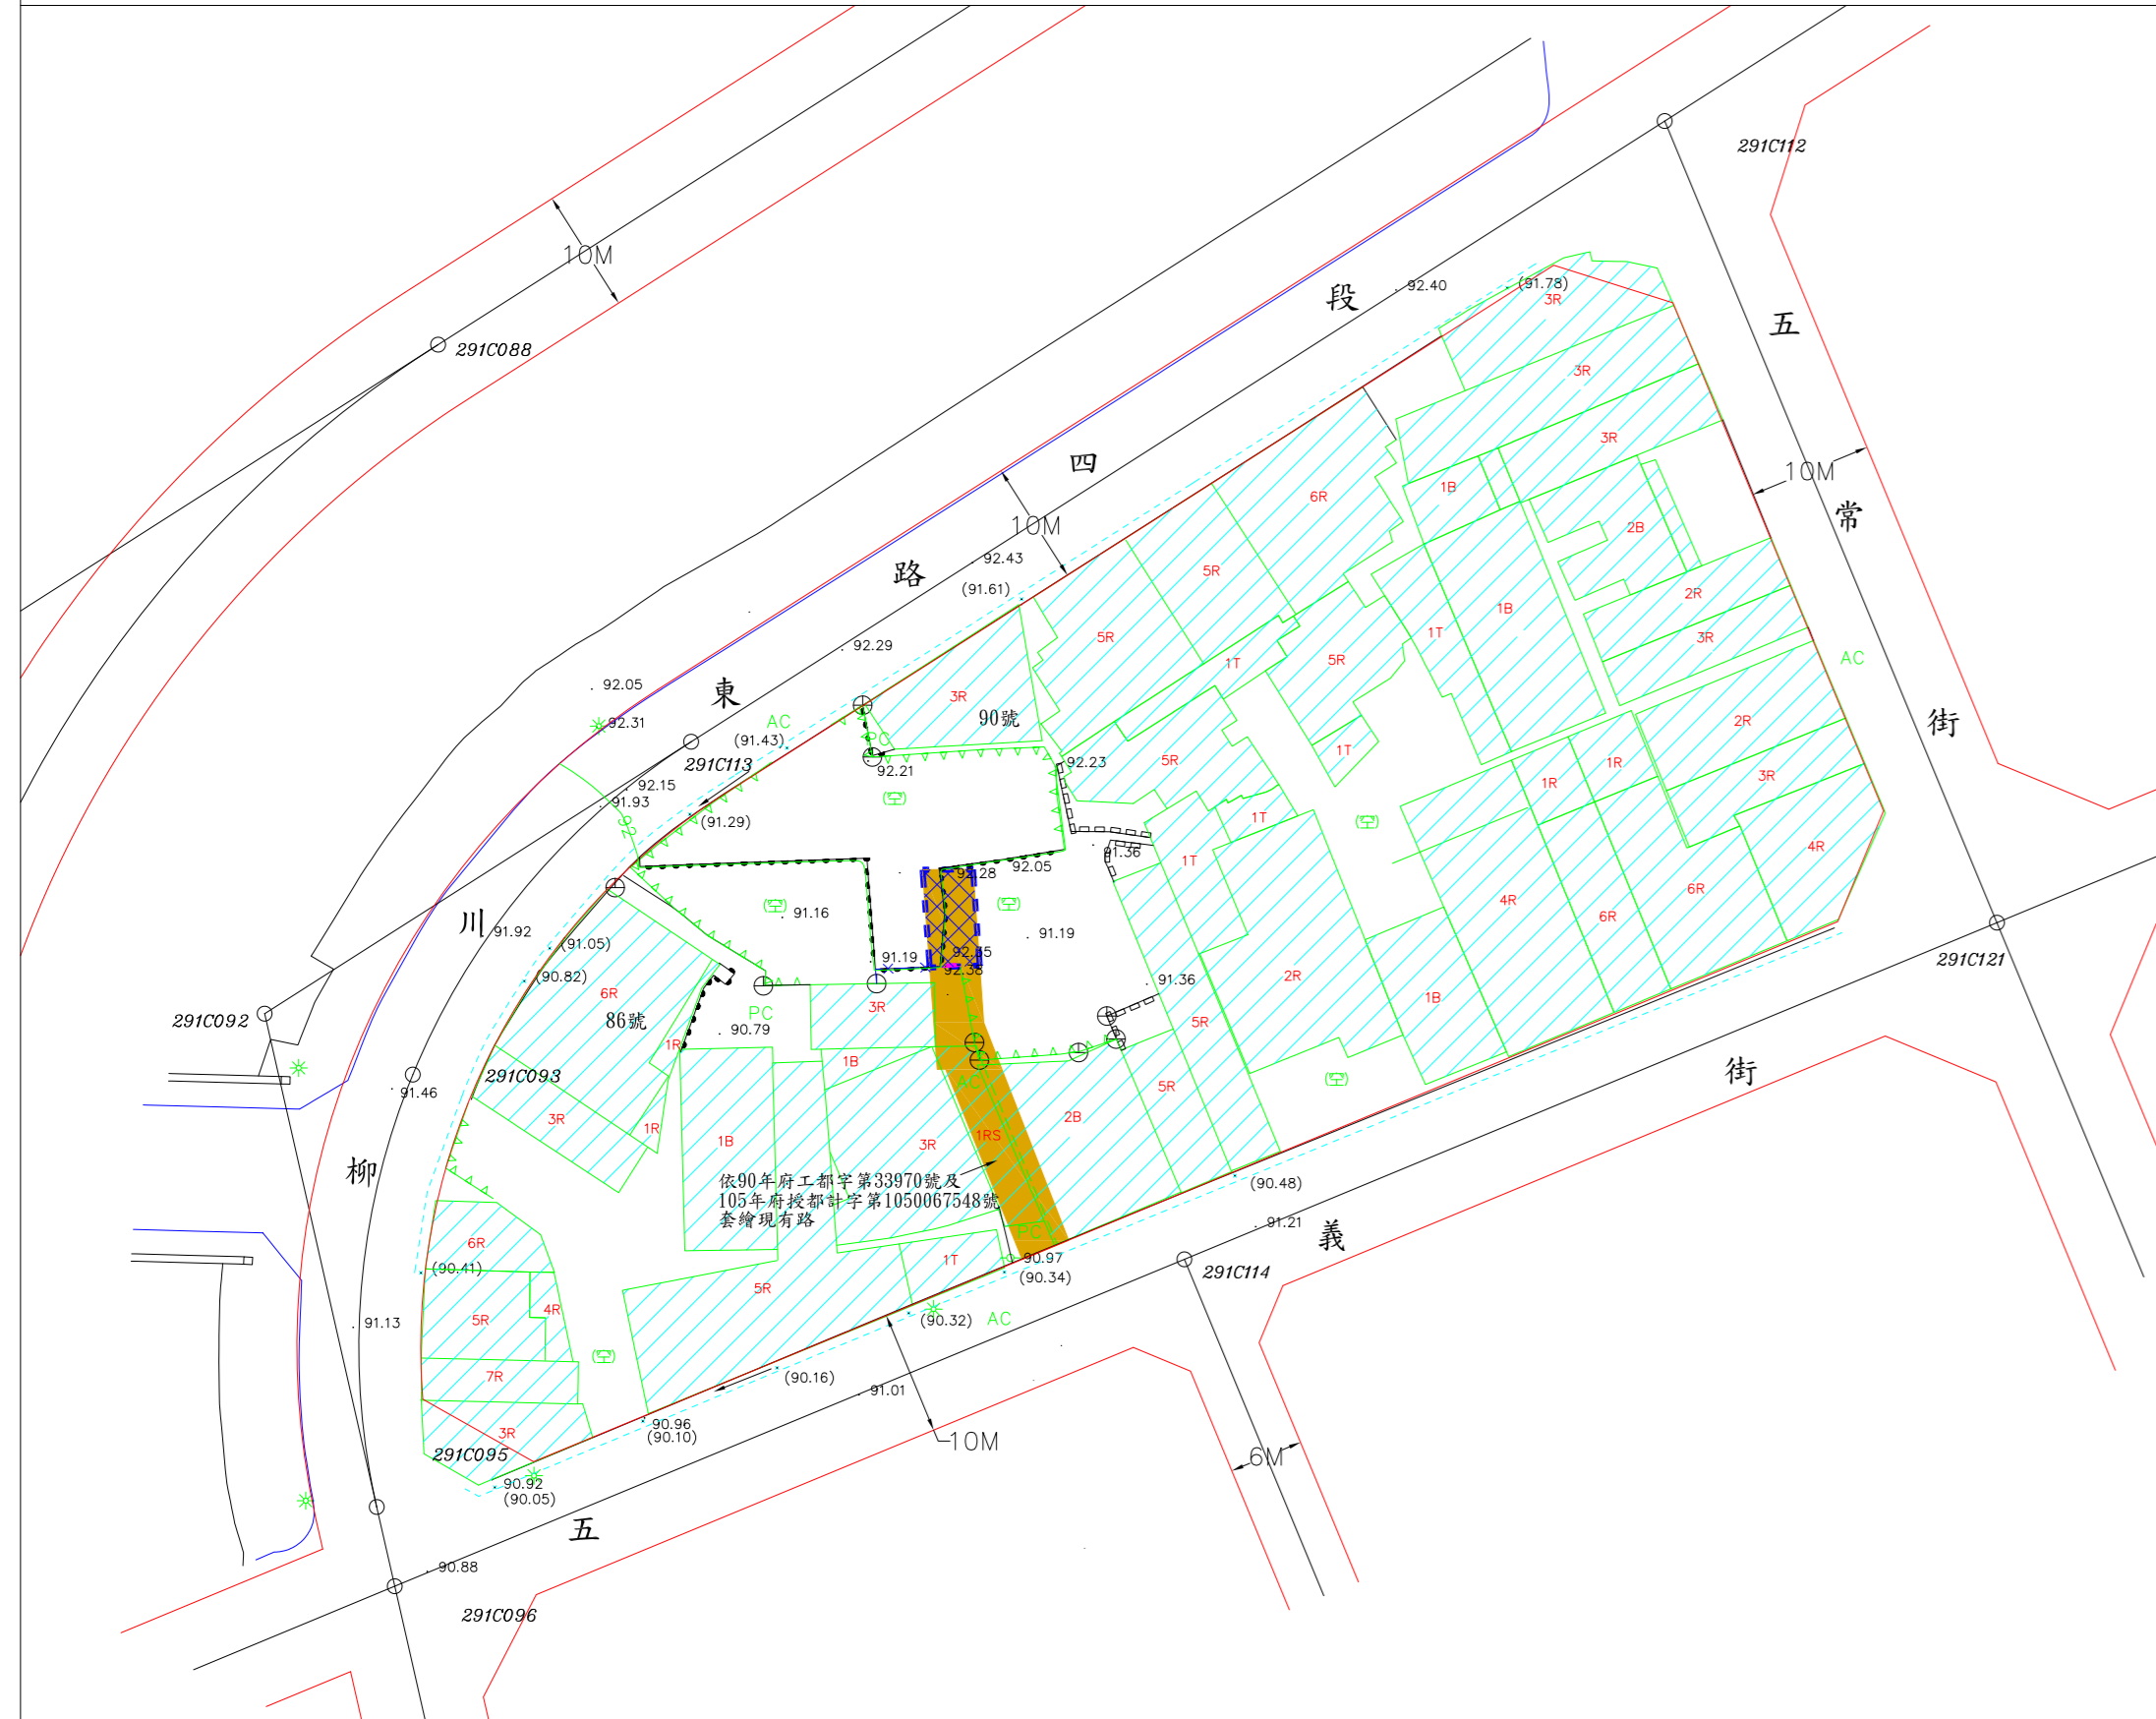 291C112
10M
段
92.40
(91.78)
3R
五
291C088
3R
四
3R
10M
常
6R
1B
10M
2B
路
92.43
5R
(91.61)
2R
1B
5R
1T
3R
92.29
5R
AC
1T
92.05
東
3R
90號
街
92.31
AC
2R
(91.43)
PC
1T
291C113
92.21
92.23
5R
1R
1R
3R
92.15
91.93
(空)
(91.29)
1T
(空)
92
91.36
1T
4R
92.05
92.28
4R
6R
(空)
91.16
(空)
6R
川
91.92
91.19
(91.05)
92.65
91.19
291C121
(90.82)
92.38
91.36
2R
6R
3R
1B
291C092
86號
PC
90.79
5R
1R
1B
街
291C093
AC
(空)
91.46
5R
2B
3R
1R
1B
3R
1RS
柳
依90年府工都字第33970號及
105年府授都計字第1050067548號
套繪現有路
(90.48)
91.21
義
PC
6R
1T
90.97
(90.41)
(90.34)
291C114
5R
4R
5R
91.13
(90.32)
AC
(空)
7R
(90.16)
91.01
3R
90.96
(90.10)
10M
291C095
6M
90.92
(90.05)
五
90.88
291C096